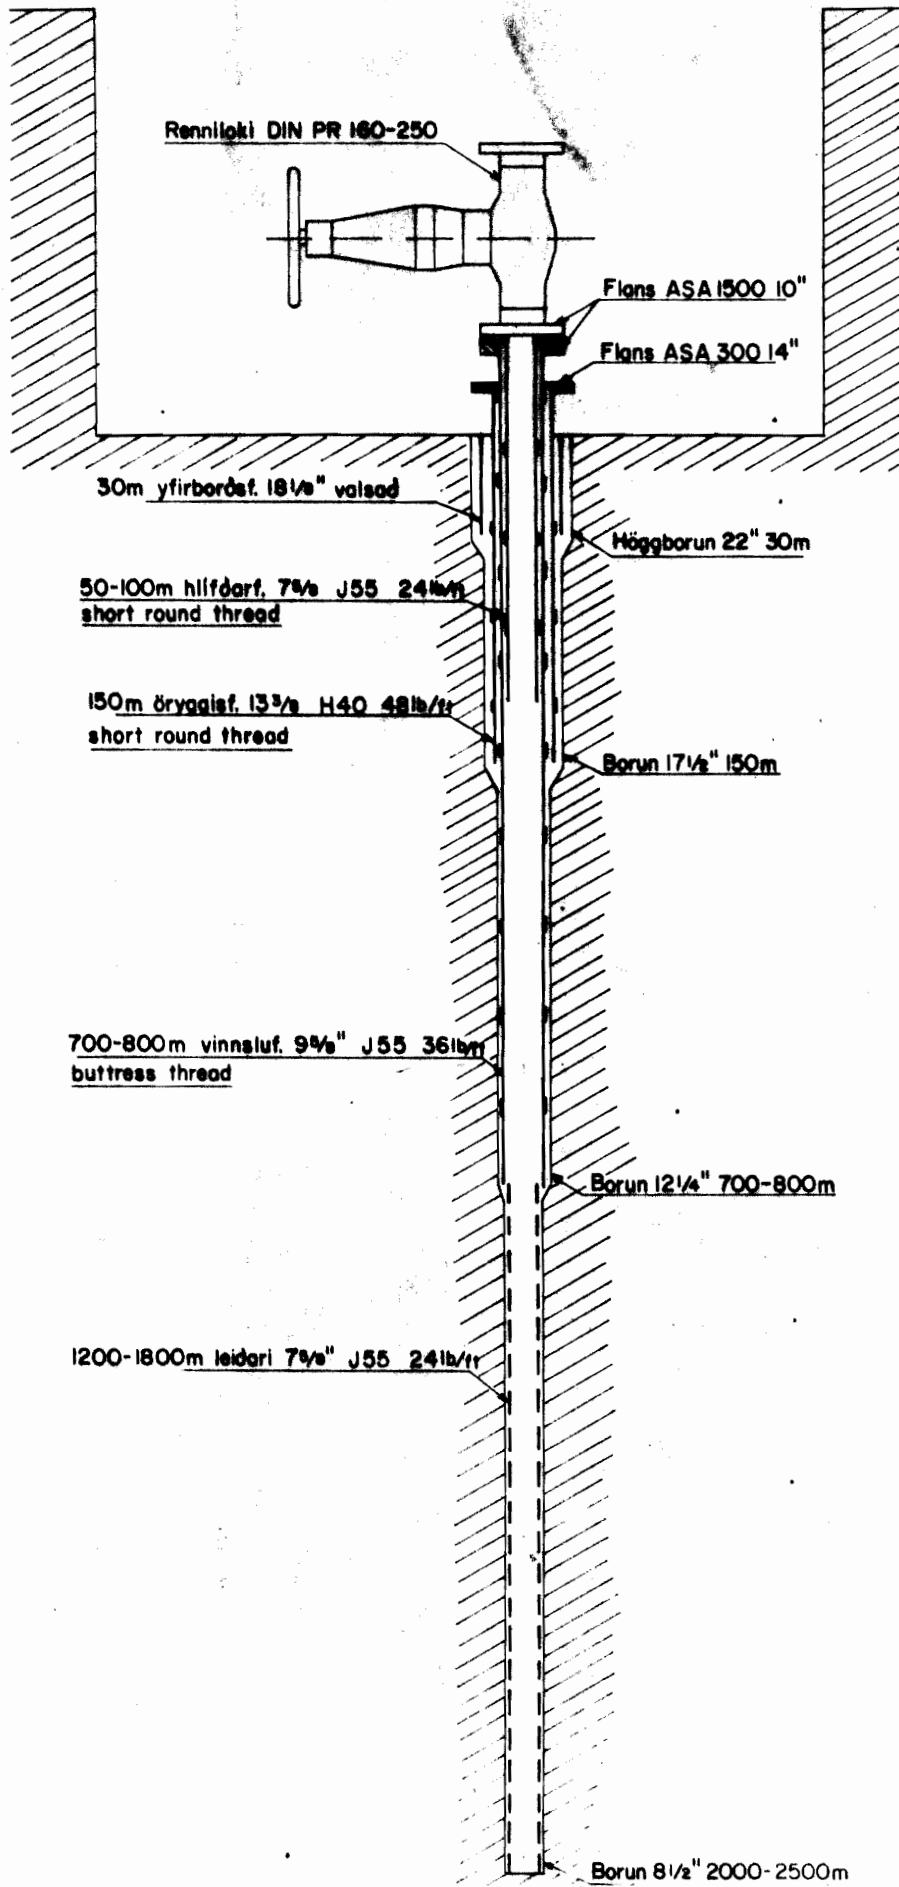 Renniloki DIN PR 160-250
Flans ASA 1500 10"
Flans ASA 300 14"
30m yfirborðsf. 18 1/8" valsað
Höggborun 22" 30m
50-100m hlífðarf. 7 5/8 J55 24lb/ft
short round thread
150m öryggisf. 13 3/8 H40 48lb/ft
short round thread
Borun 17 1/2" 150m
700-800m vinnsluf. 9 5/8" J55 36lb/ft
buttress thread
Borun 12 1/4" 700-800m
1200-1800m leiðari 7 5/8" J55 24lb/ft
Borun 8 1/2" 2000-2500m